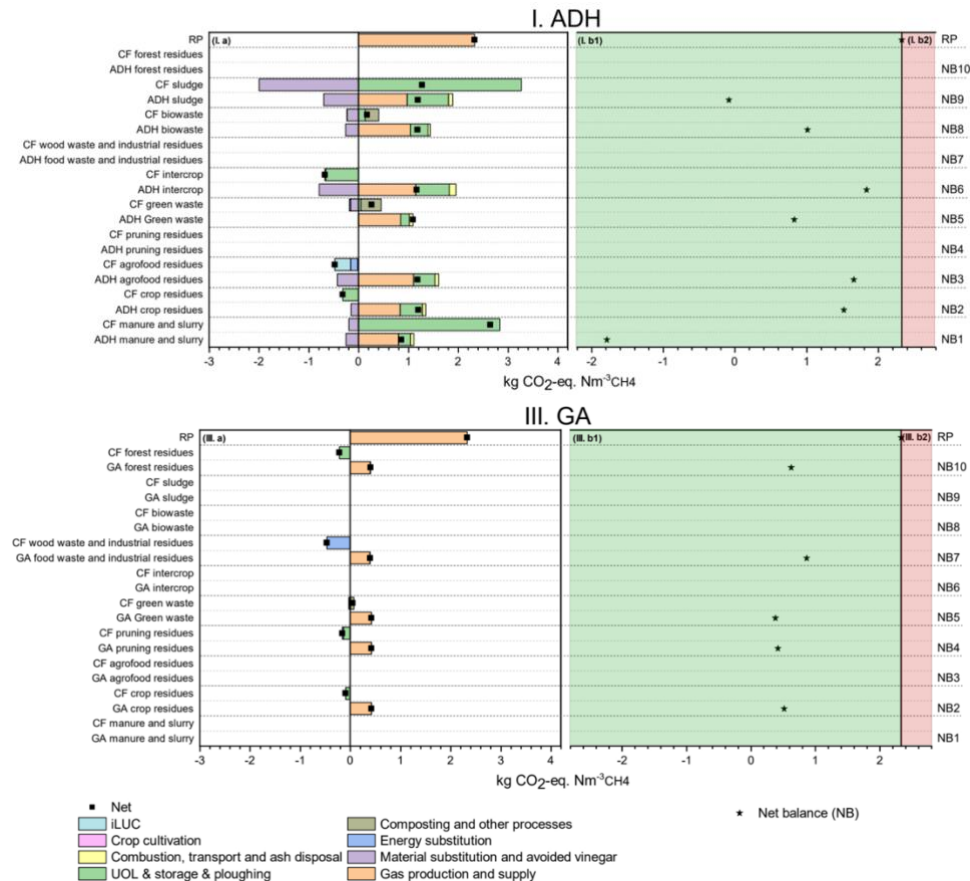 I. ADH
RP
CF forest residues
ADH forest residues
CF sludge
ADH sludge
CF biowaste
ADH biowaste
CF wood waste and industrial residues
ADH food waste and industrial residues
CF intercrop
ADH intercrop
CF green waste
ADH Green waste
CF pruning residues
ADH pruning residues
CF agrofood residues
ADH agrofood residues
CF crop residues
ADH crop residues
CF manure and slurry
ADH manure and slurry
(I. a)
-3 -2 -1 0 1 2 3 4
(I. b1)
(I. b2)
-2 -1 0 1 2
RP
NB10
NB9
NB8
NB7
NB6
NB5
NB4
NB3
NB2
NB1
kg CO2-eq. Nm-3CH4
III. GA
RP
CF forest residues
GA forest residues
CF sludge
GA sludge
CF biowaste
GA biowaste
CF wood waste and industrial residues
GA food waste and industrial residues
CF intercrop
GA intercrop
CF green waste
GA Green waste
CF pruning residues
GA pruning residues
CF agrofood residues
GA agrofood residues
CF crop residues
GA crop residues
CF manure and slurry
GA manure and slurry
(III. a)
-3 -2 -1 0 1 2 3 4
(III. b1)
(III. b2)
-2 -1 0 1 2
RP
NB10
NB9
NB8
NB7
NB6
NB5
NB4
NB3
NB2
NB1
kg CO2-eq. Nm-3CH4
Net
iLUC
Crop cultivation
Combustion, transport and ash disposal
UOL & storage & ploughing
Composting and other processes
Energy substitution
Material substitution and avoided vinegar
Gas production and supply
Net balance (NB)